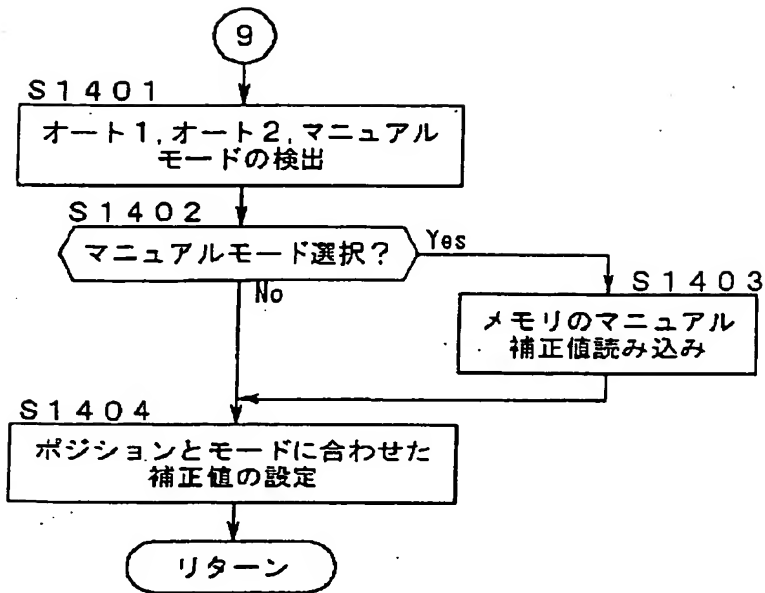 9
S1401
オート1,オート2,マニュアル
モードの検出
S1402
マニュアルモード選択?
Yes
No
S1403
メモリのマニュアル
補正値読み込み
S1404
ポジションとモードに合わせた
補正値の設定
リターン